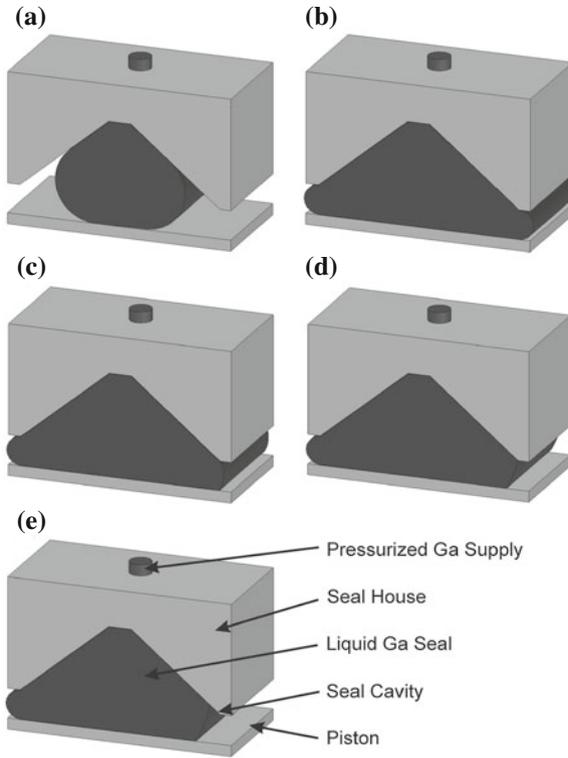 (a)
(b)
(c)
(d)
(e)
Pressurized Ga Supply
Seal House
Liquid Ga Seal
Seal Cavity
Piston